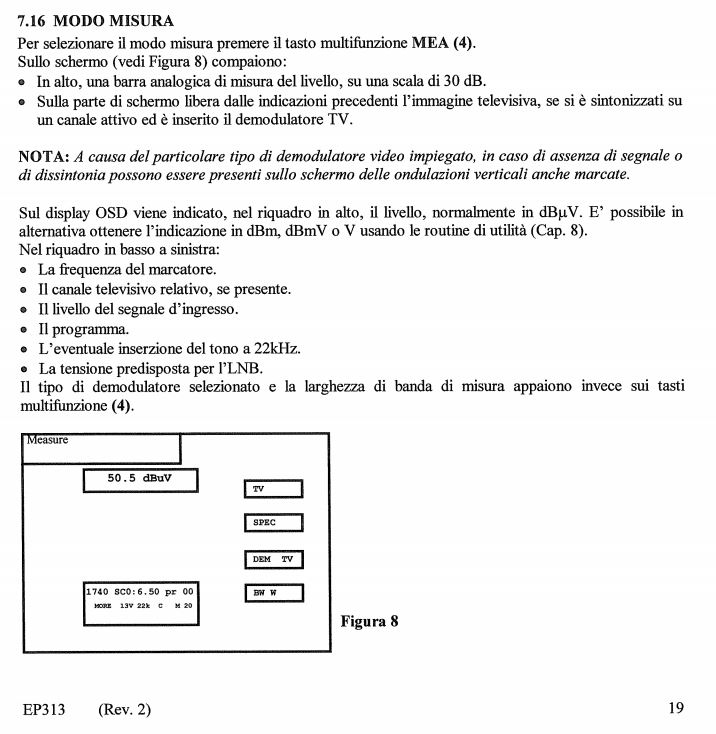 7.16 MODO MISURA
Per selezionare il modo misura premere il tasto multifunzione MEA (4).
Sullo schermo (vedi Figura 8) compaiono:
• In alto, una barra analogica di misura del livello, su una scala di 30 dB.
• Sulla parte di schermo libera dalle indicazioni precedenti l'immagine televisiva, se si è sintonizzati su
un canale attivo ed è inserito il demodulatore TV.
NOTA: A causa del particolare tipo di demodulatore video impiegato, in caso di assenza di segnale o
di dissintonia possono essere presenti sullo schermo delle ondulazioni verticali anche marcate.
Sul display OSD viene indicato, nel riquadro in alto, il livello, normalmente in dBµV. E' possibile in
alternativa ottenere l'indicazione in dBm, dBmV o V usando le routine di utilità (Cap. 8).
Nel riquadro in basso a sinistra:
• La frequenza del marcatore.
• Il canale televisivo relativo, se presente.
• Il livello del segnale d'ingresso.
• Il programma.
• L'eventuale inserzione del tono a 22kHz.
• La tensione predisposta per l'LNB.
Il tipo di demodulatore selezionato e la larghezza di banda di misura appaiono invece sui tasti
multifunzione (4).
Measure
50.5 dBuV
TV
SPEC
DEM TV
BW W
1740 SC0:6.50 pr 00
MORE 13V 22k C M 20
Figura 8
EP313 (Rev. 2)
19